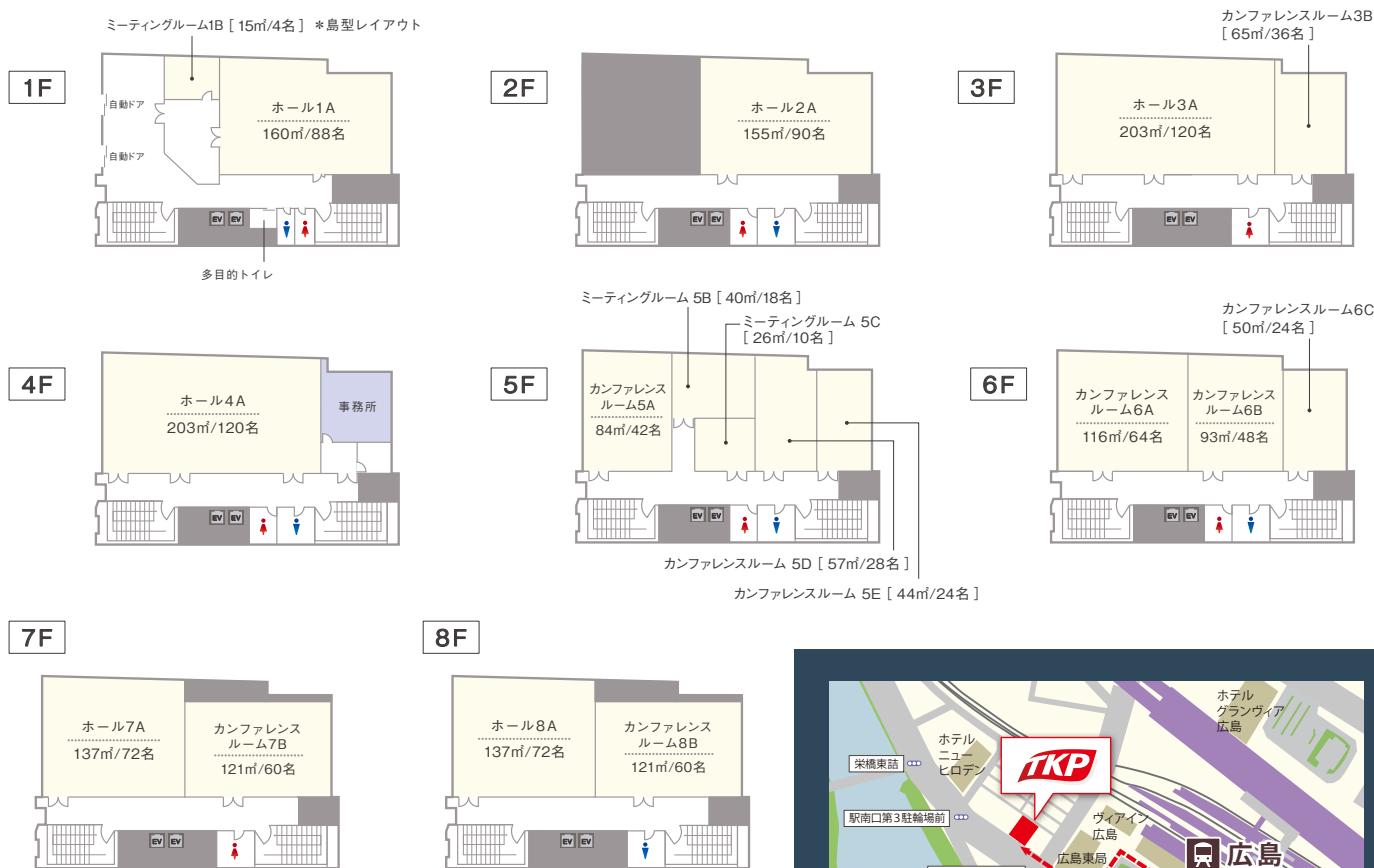 ミーティングルーム1B [ 15㎡/4名 ] ＊島型レイアウト
1F
自動ドア
自動ドア
ホール1A
160㎡/88名
EV EV
多目的トイレ
2F
ホール2A
155㎡/90名
EV EV
カンファレンスルーム3B
[ 65㎡/36名 ]
3F
ホール3A
203㎡/120名
EV EV
4F
ホール4A
203㎡/120名
事務所
EV EV
ミーティングルーム 5B [ 40㎡/18名 ]
ミーティングルーム 5C
[ 26㎡/10名 ]
5F
カンファレンス
ルーム5A
84㎡/42名
EV EV
カンファレンスルーム 5D [ 57㎡/28名 ]
カンファレンスルーム 5E [ 44㎡/24名 ]
カンファレンスルーム6C
[ 50㎡/24名 ]
6F
カンファレンス
ルーム6A
116㎡/64名
カンファレンス
ルーム6B
93㎡/48名
EV EV
7F
ホール7A
137㎡/72名
カンファレンス
ルーム7B
121㎡/60名
EV EV
8F
ホール8A
137㎡/72名
カンファレンス
ルーム8B
121㎡/60名
EV EV
ホテル
グランヴィア
広島
ホテル
ニュー
ヒロデン
栄橋東詰
TKP
駅南口第3駐輪場前
ヴィアイン
広島
広島東局
広島